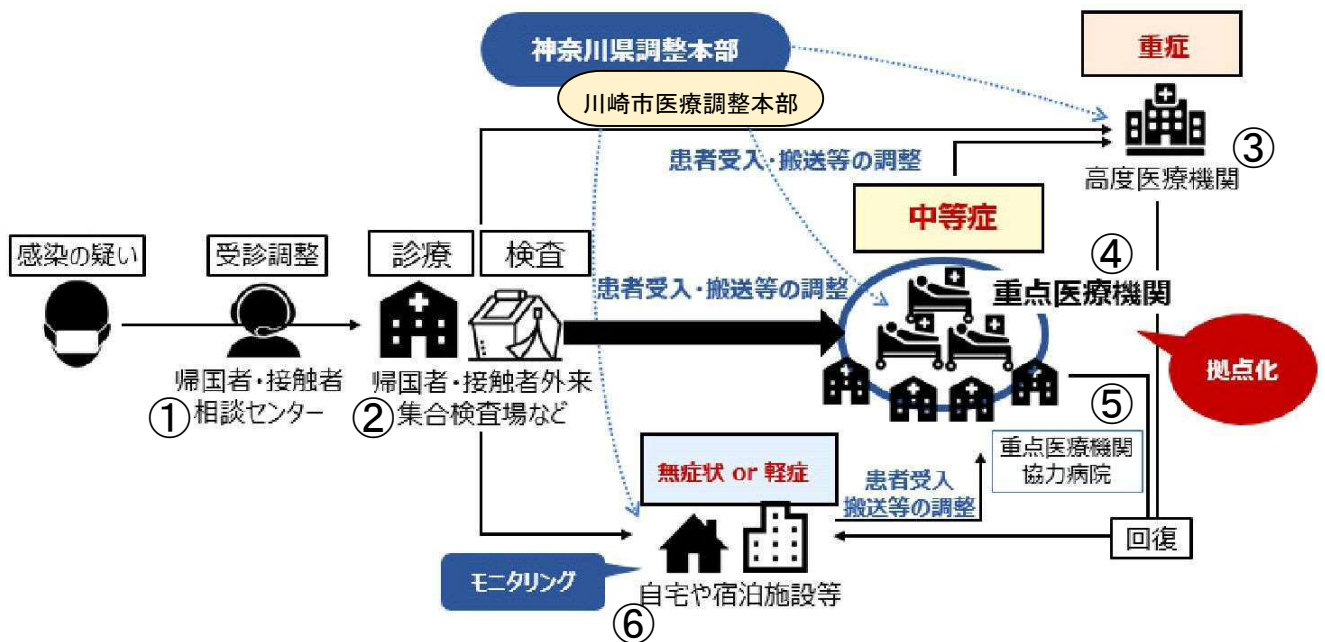 神奈川県調整本部
川崎市医療調整本部
重症
患者受入・搬送等の調整
高度医療機関
③
中等症
感染の疑い
受診調整
診療
検査
患者受入・搬送等の調整
④
重点医療機関
拠点化
帰国者・接触者
①相談センター
帰国者・接触者外来
②集合検査場など
⑤
重点医療機関
協力病院
無症状 or 軽症
患者受入
搬送等の調整
回復
モニタリング
自宅や宿泊施設等
⑥